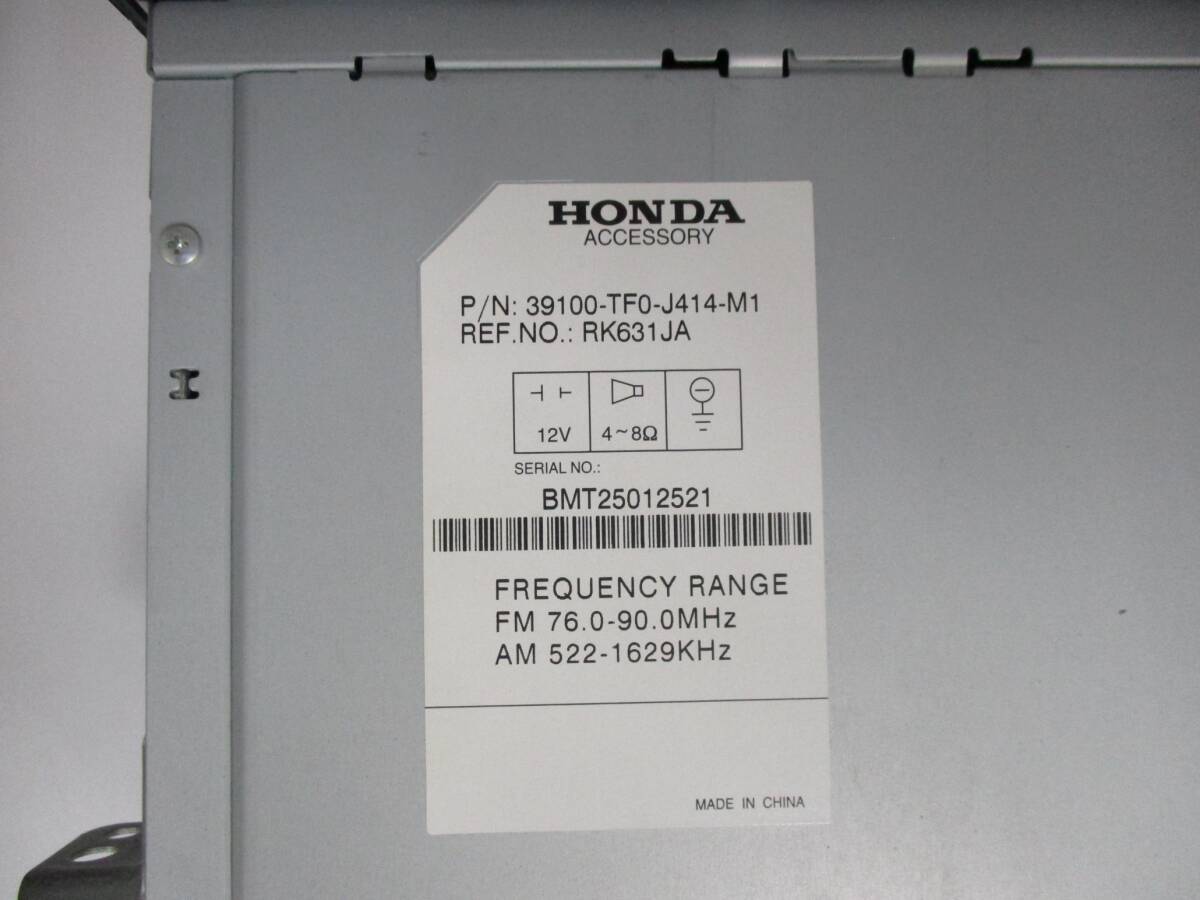 HONDA
ACCESSORY
P/N: 39100-TF0-J414-M1
REF.NO.: RK631JA
12V 4~8Ω
SERIAL NO.:
BMT25012521
FREQUENCY RANGE
FM 76.0-90.0MHz
AM 522-1629KHz
MADE IN CHINA